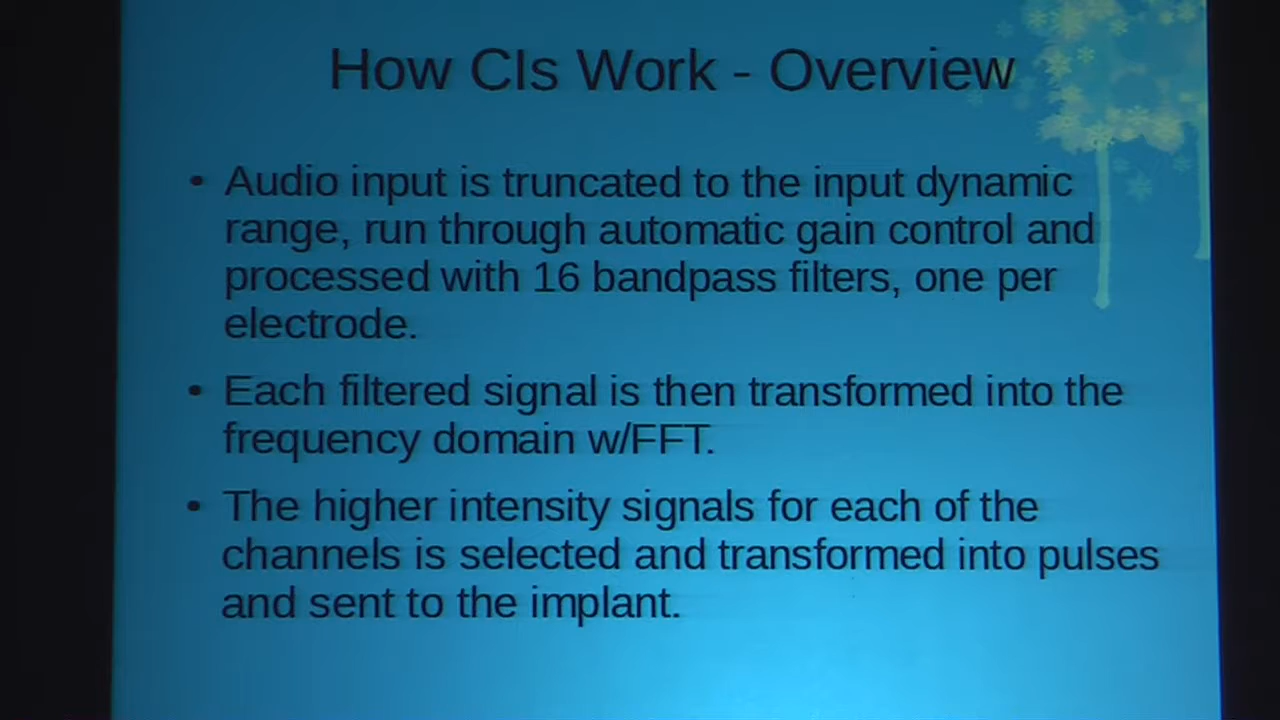 How CIs Work - Overview
• Audio input is truncated to the input dynamic
range, run through automatic gain control and
processed with 16 bandpass filters, one per
electrode.
• Each filtered signal is then transformed into the
frequency domain w/FFT.
• The higher intensity signals for each of the
channels is selected and transformed into pulses
and sent to the implant.